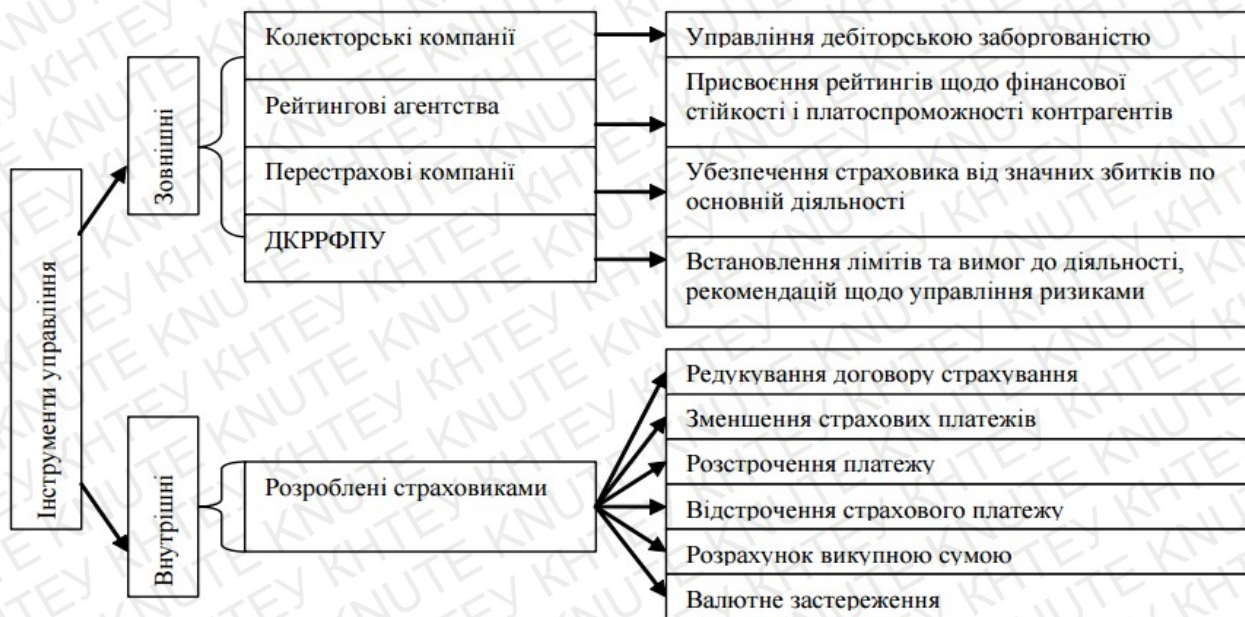 Інструменти управління
Зовнішні
Колекторські компанії
Управління дебіторською заборгованістю
Рейтингові агентства
Присвоєння рейтингів щодо фінансової
стійкості і платоспроможності контрагентів
Перестрахові компанії
Убезпечення страховика від значних збитків по
основній діяльності
ДКРРФПУ
Встановлення лімітів та вимог до діяльності,
рекомендацій щодо управління ризиками
Внутрішні
Розроблені страховиками
Редукування договору страхування
Зменшення страхових платежів
Розстрочення платежу
Відстрочення страхового платежу
Розрахунок викупною сумою
Валютне застереження